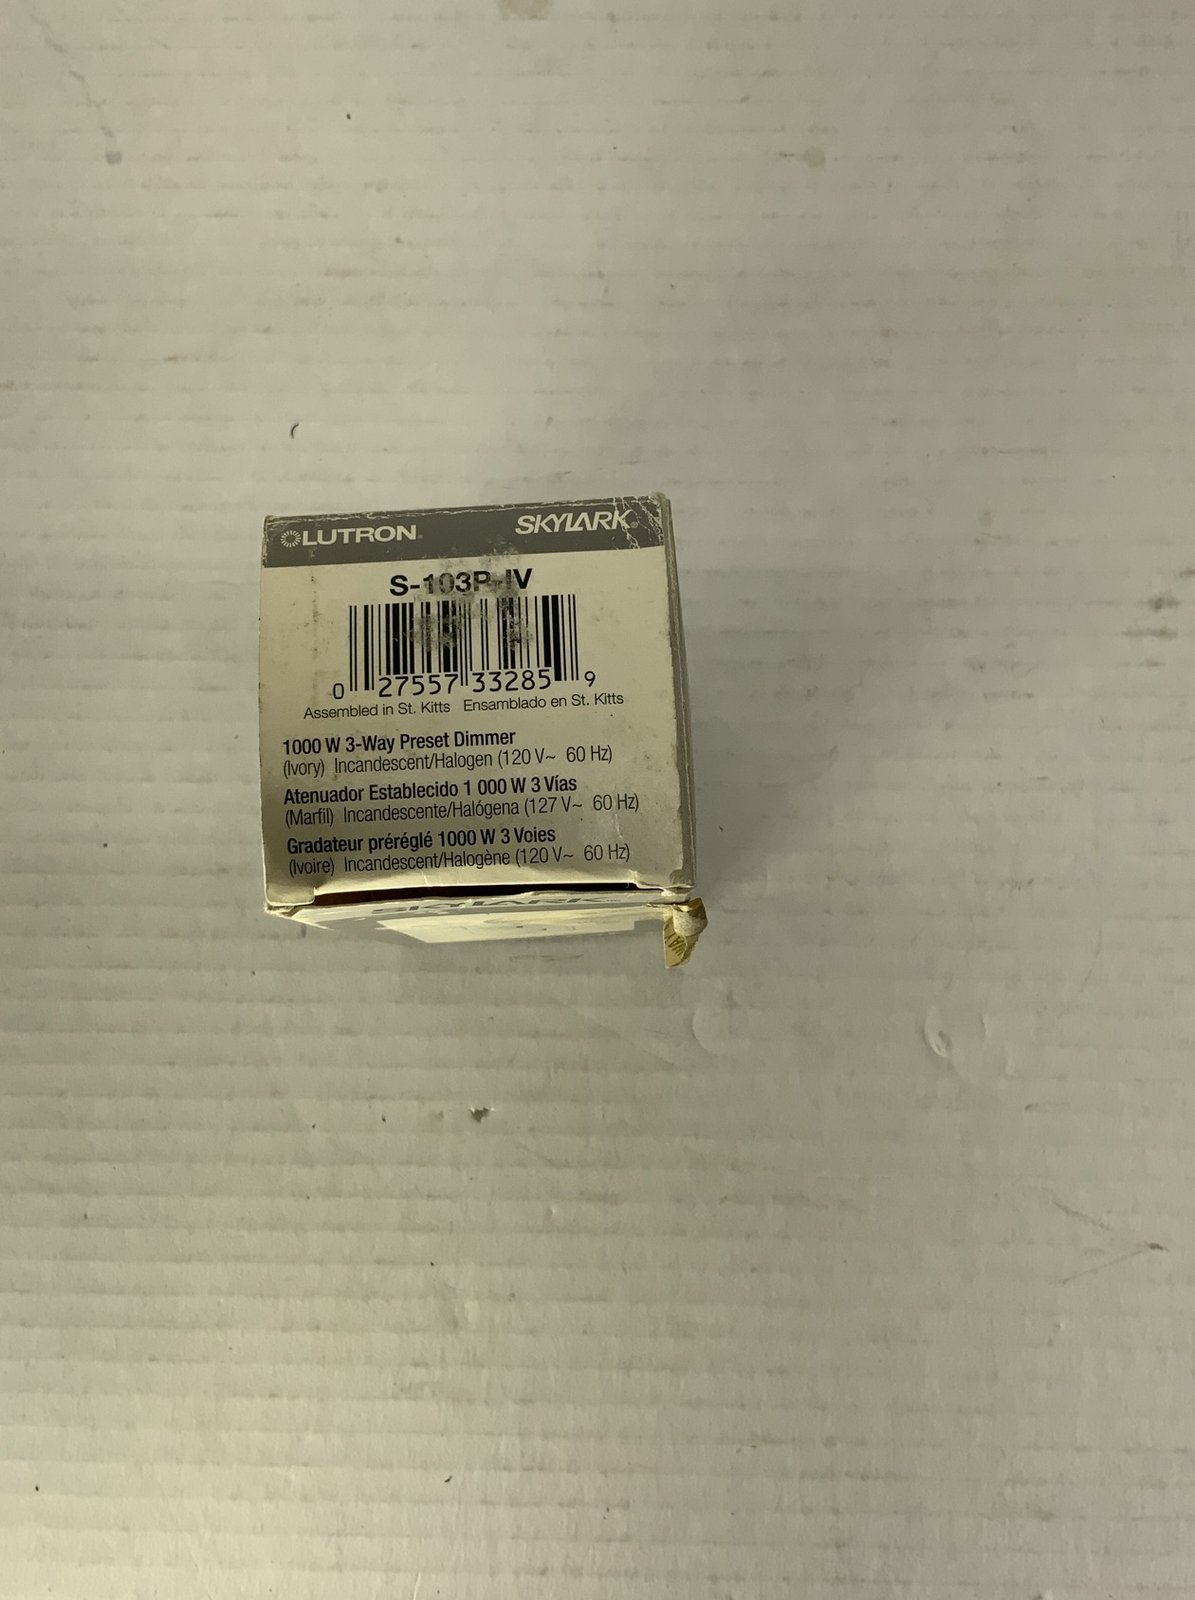 LUTRON SKYLARK
S-103P-IV
0 27557 33285 9
Assembled in St. Kitts Ensamblado en St. Kitts
1000 W 3-Way Preset Dimmer
(Ivory) Incandescent/Halogen (120 V~ 60 Hz)
Atenuador Establecido 1 000 W 3 Vías
(Marfil) Incandescente/Halógena (127 V~ 60 Hz)
Gradateur préréglé 1000 W 3 Voies
(Ivoire) Incandescent/Halogène (120 V~ 60 Hz)
SKYLARK